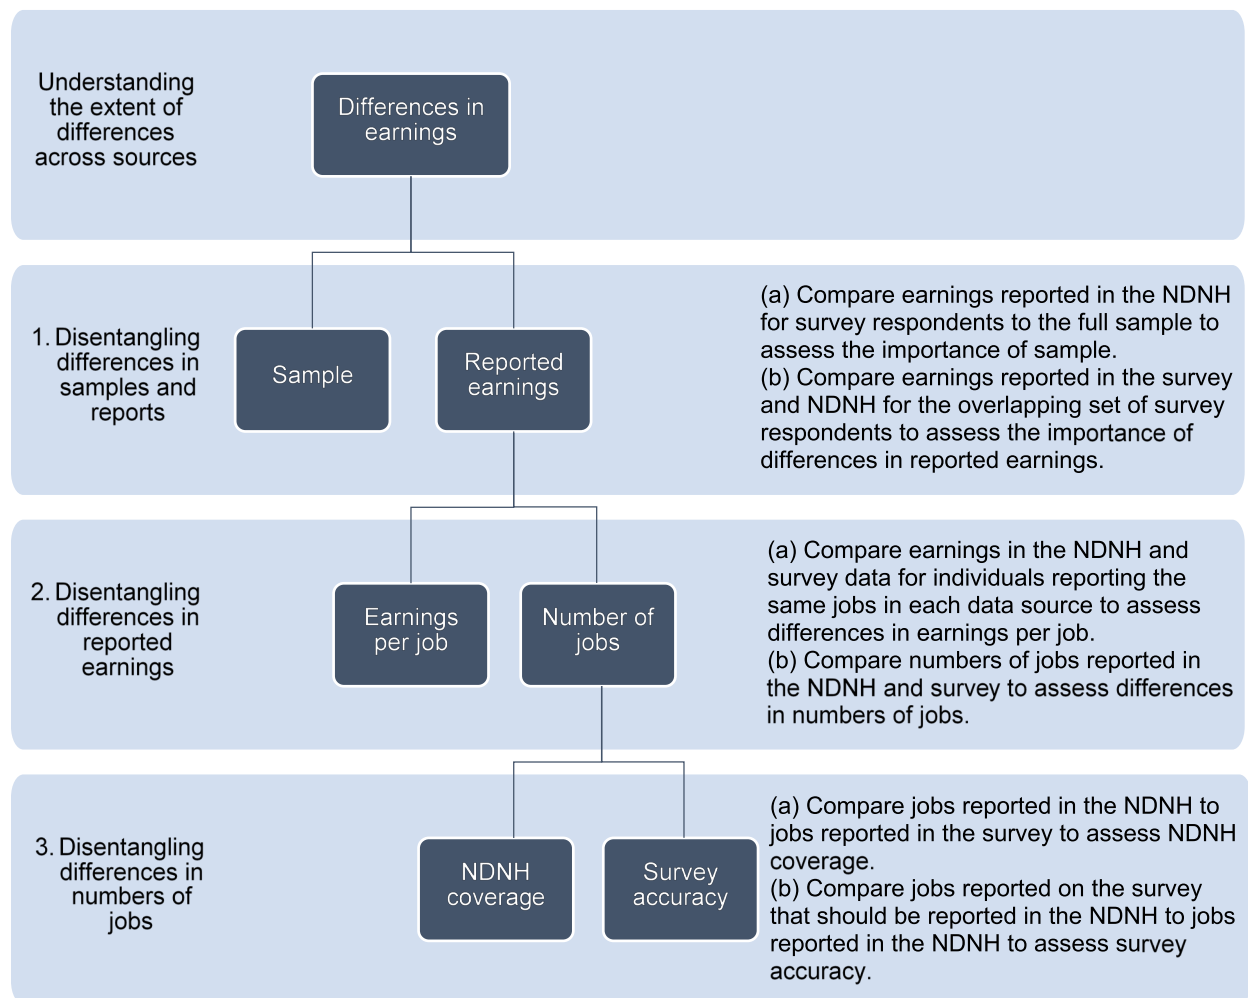 Understanding
the extent of
differences
across sources
Differences in
earnings
1. Disentangling
differences in
samples and
reports
Sample
Reported
earnings
(a) Compare earnings reported in the NDNH
for survey respondents to the full sample to
assess the importance of sample.
(b) Compare earnings reported in the survey
and NDNH for the overlapping set of survey
respondents to assess the importance of
differences in reported earnings.
2. Disentangling
differences in
reported
earnings
Earnings
per job
Number of
jobs
(a) Compare earnings in the NDNH and
survey data for individuals reporting the
same jobs in each data source to assess
differences in earnings per job.
(b) Compare numbers of jobs reported in
the NDNH and survey to assess differences
in numbers of jobs.
3. Disentangling
differences in
numbers of
jobs
NDNH
coverage
Survey
accuracy
(a) Compare jobs reported in the NDNH to
jobs reported in the survey to assess NDNH
coverage.
(b) Compare jobs reported on the survey
that should be reported in the NDNH to jobs
reported in the NDNH to assess survey
accuracy.